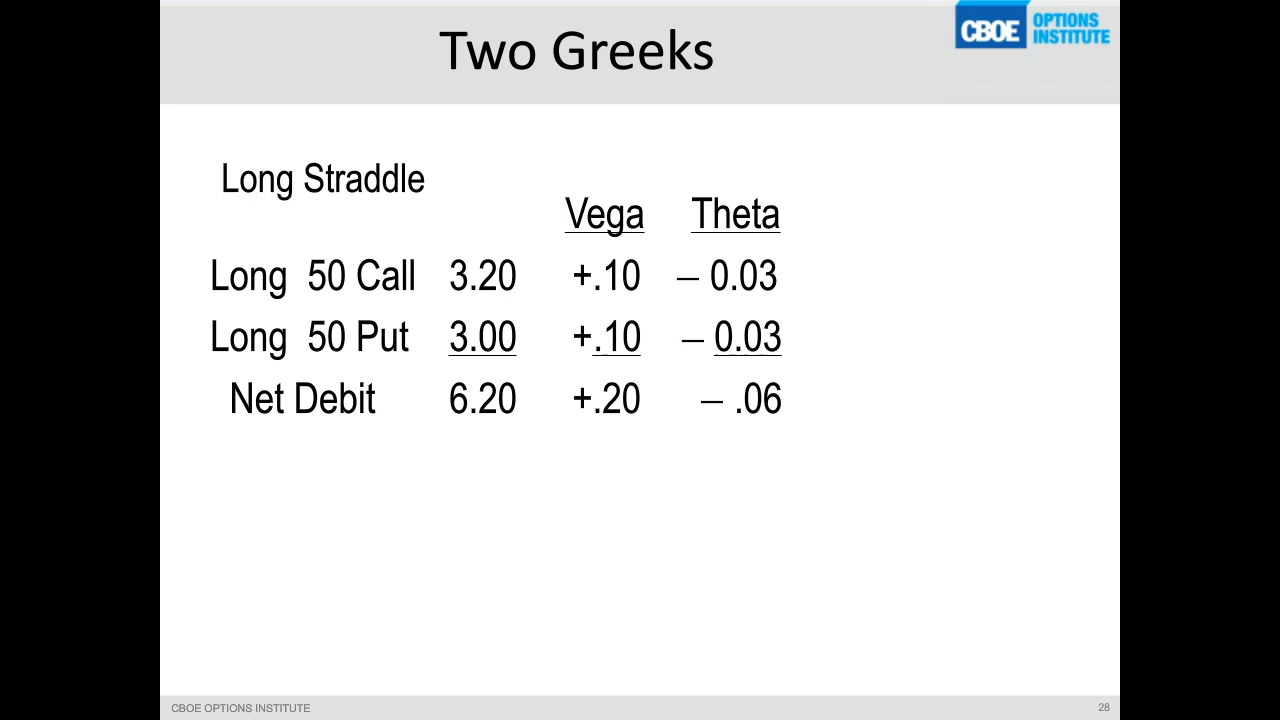 Two Greeks
CBOE OPTIONS
INSTITUTE
Long Straddle
Vega Theta
Long 50 Call 3.20 +.10 – 0.03
Long 50 Put 3.00 +.10 – 0.03
Net Debit 6.20 +.20 – .06
CBOE OPTIONS INSTITUTE 28